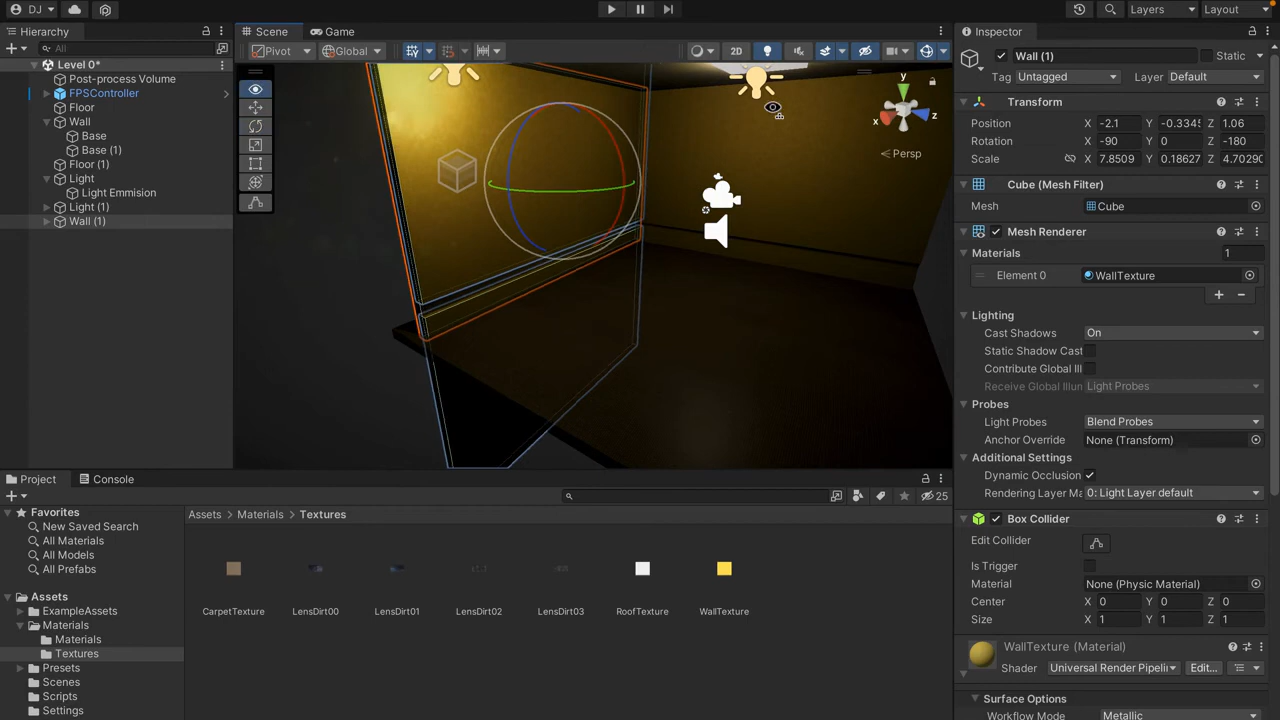 DJ
Layers
Layout
Hierarchy
All
Level 0*
Post-process Volume
FPSController
Floor
Wall
Base
Base (1)
Floor (1)
Light
Light Emmision
Light (1)
Wall (1)
Scene
Game
Pivot
Global
2D
y
x
z
Persp
Inspector
Wall (1)
Static
Tag Untagged Layer Default
Transform
Position X -2.1 Y -0.3345 Z 1.06
Rotation X -90 Y 0 Z -180
Scale X 7.8509 Y 0.18627 Z 4.70290
Cube (Mesh Filter)
Mesh Cube
Mesh Renderer
Materials 1
Element 0 WallTexture
Lighting
Cast Shadows On
Static Shadow Cast
Contribute Global Ill
Receive Global Illun Light Probes
Probes
Light Probes Blend Probes
Anchor Override None (Transform)
Additional Settings
Dynamic Occlusion
Rendering Layer Ma 0: Light Layer default
Box Collider
Edit Collider
Is Trigger
Material None (Physic Material)
Center X 0 Y 0 Z 0
Size X 1 Y 1 Z 1
WallTexture (Material)
Shader Universal Render Pipelin Edit...
Surface Options
Workflow Mode Metallic
Project
Console
25
Favorites
New Saved Search
All Materials
All Models
All Prefabs
Assets
ExampleAssets
Materials
Materials
Textures
Presets
Scenes
Scripts
Settings
Assets > Materials > Textures
CarpetTexture
LensDirt00
LensDirt01
LensDirt02
LensDirt03
RoofTexture
WallTexture